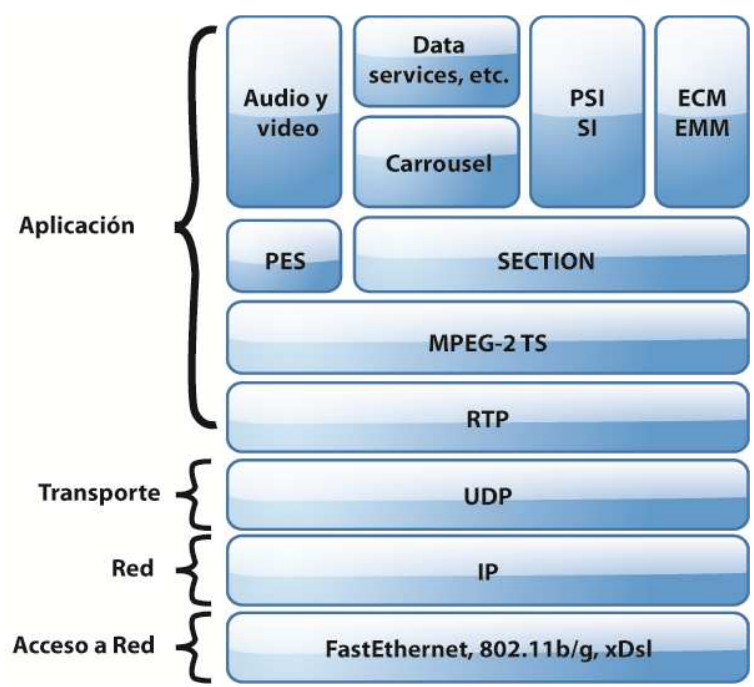 Aplicación
Audio y
video
Data
services, etc.
Carrousel
PSI
SI
ECM
EMM
PES
SECTION
MPEG-2 TS
RTP
Transporte
UDP
Red
IP
Acceso a Red
FastEthernet, 802.11b/g, xDsl